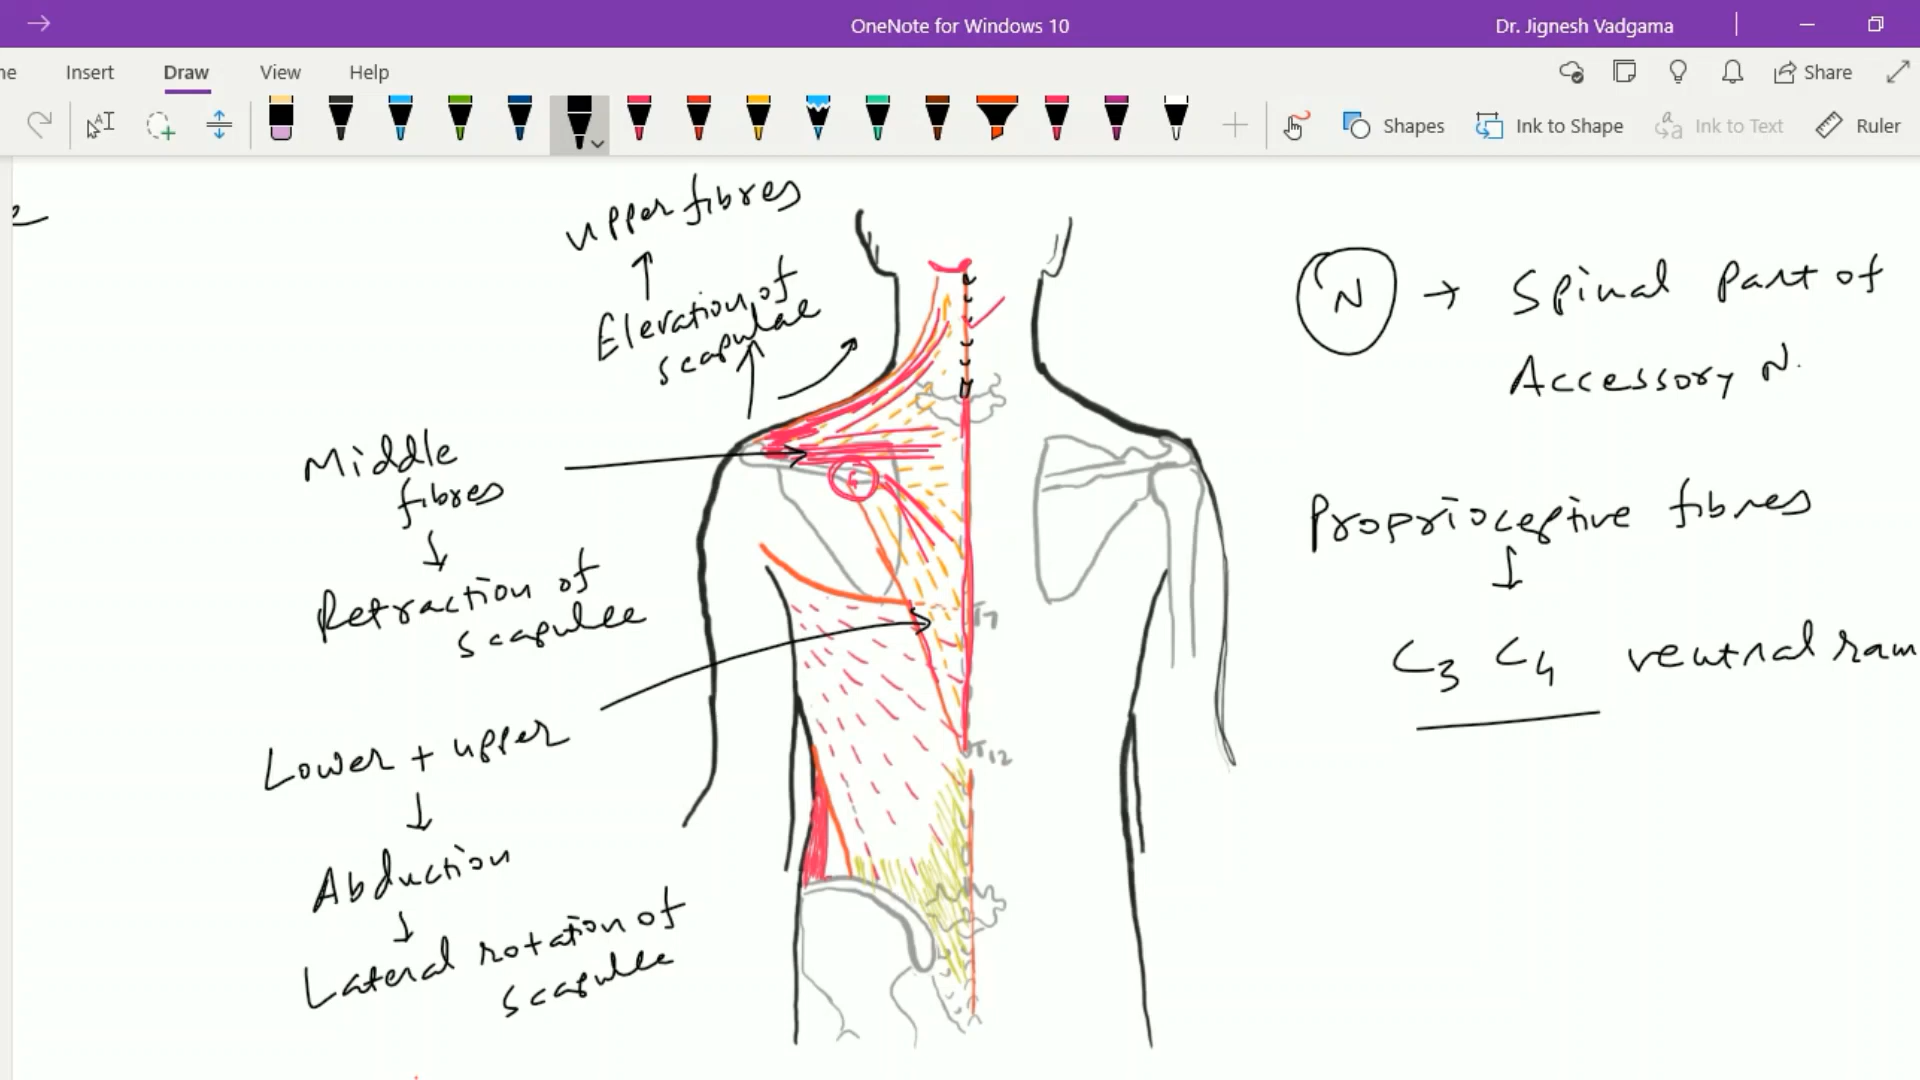 OneNote for Windows 10
Dr. Jignesh Vadgama
Insert
Draw
View
Help
Share
Shapes
Ink to Shape
Ink to Text
Ruler
upper fibres
Elevation of
scapulae
Middle
fibres
Retraction of
scapulae
Lower + upper
Abduction
Lateral rotation of
scapulae
T7
T12
N → Spinal Part of
Accessory N.
Proprioceptive fibres
C3 C4 ventral ram